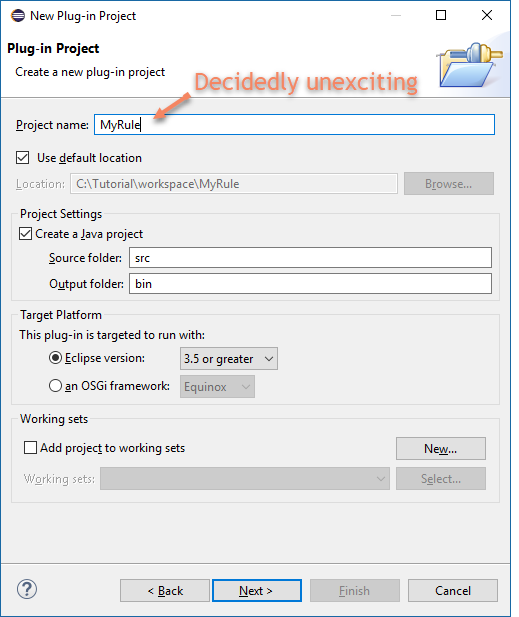 New Plug-in Project
Plug-in Project
Create a new plug-in project
Decidedly unexciting
Project name: MyRule
Use default location
Location: C:\Tutorial\workspace\MyRule Browse...
Project Settings
Create a Java project
Source folder: src
Output folder: bin
Target Platform
This plug-in is targeted to run with:
Eclipse version: 3.5 or greater
an OSGi framework: Equinox
Working sets
Add project to working sets New...
Working sets: Select...
? < Back Next > Finish Cancel